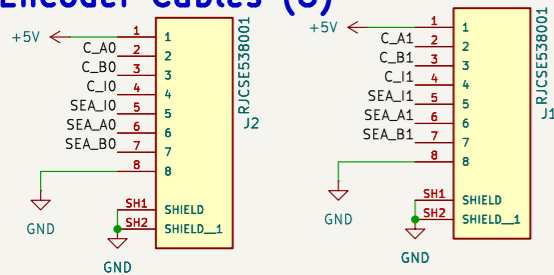 Encoder Cables (8)
+5V
1 1
C_A0 2 2
C_B0 3 3
C_I0 4 4
SEA_I0 5 5
SEA_A0 6 6
SEA_B0 7 7
8 8
SH1 SHIELD
SH2 SHIELD__1
GND
GND
RJCSE538001
J2
+5V
1 1
C_A1 2 2
C_B1 3 3
C_I1 4 4
SEA_I1 5 5
SEA_A1 6 6
SEA_B1 7 7
8 8
SH1 SHIELD
SH2 SHIELD__1
GND
GND
RJCSE538001
J1